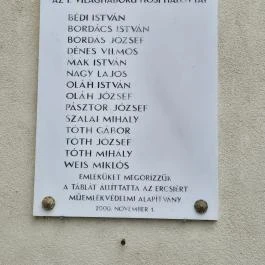 AZ I. VILÁGHÁBORÚ HŐSI HALOTTAI
BÉDI ISTVÁN
BORDÁCS ISTVÁN
BORDÁS JÓZSEF
DÉNES VILMOS
MAK ISTVÁN
NAGY LAJOS
OLÁH ISTVÁN
OLÁH JÓZSEF
PÁSZTOR JÓZSEF
SZALAI MIHÁLY
TÓTH GÁBOR
TÓTH JÓZSEF
TÓTH MIHÁLY
WEIS MIKLÓS
EMLÉKÜKET MEGŐRIZZÜK
A TÁBLÁT ÁLLÍTTATTA AZ ERCSIÉRT
MŰEMLÉKVÉDELMI ALAPÍTVÁNY
2000. NOVEMBER 1.